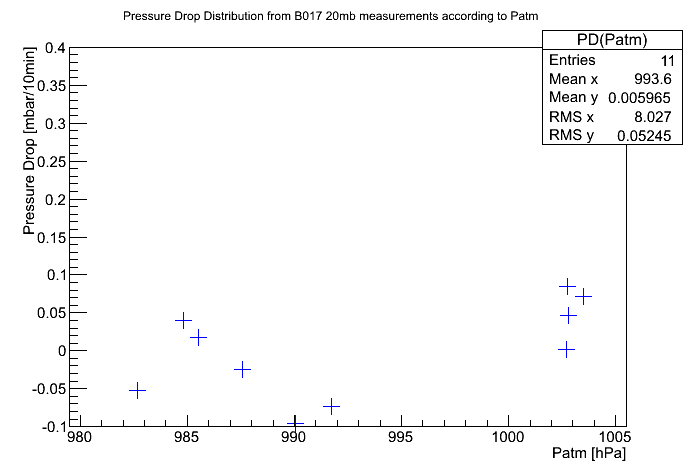 Pressure Drop Distribution from B017 20mb measurements according to Patm
PD(Patm)
Entries 11
Mean x 993.6
Mean y 0.005965
RMS x 8.027
RMS y 0.05245
Pressure Drop [mbar/10min]
0.4
0.35
0.3
0.25
0.2
0.15
0.1
0.05
0
-0.05
-0.1
980 985 990 995 1000 1005
Patm [hPa]